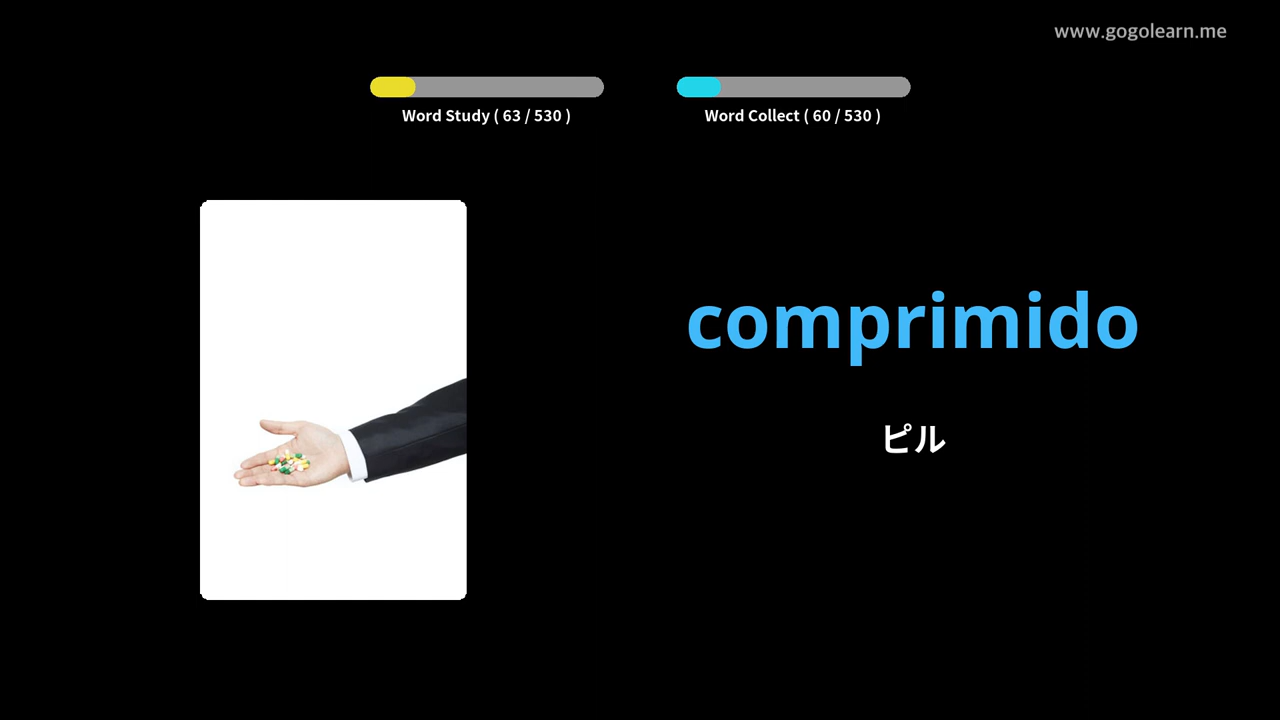 www.gogolearn.me
Word Study ( 63 / 530 )
Word Collect ( 60 / 530 )
comprimido
ピル